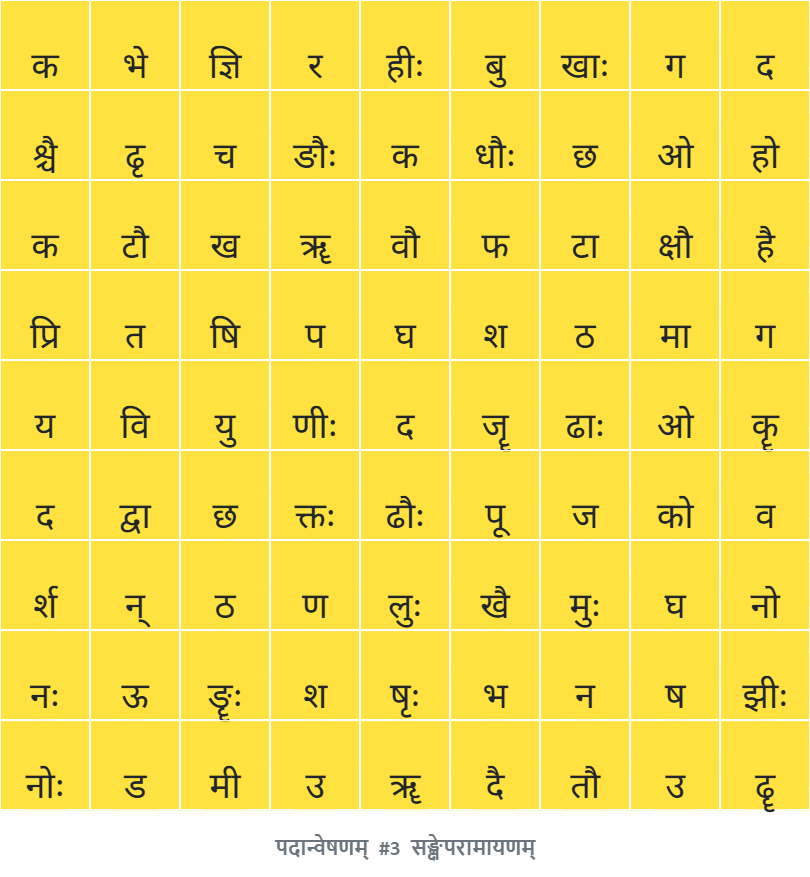 क भे ज्ञि र हीः बु खाः ग द
श्चै ढृ च ङौः क धौः छ ओ हो
क टौ ख ॠ वौ फ टा क्षौ है
प्रि त षि प घ श ठ मा ग
य वि यु णीः द जॄ ढाः ओ कॄ
द द्वा छ क्तः ढौः पू ज को व
र्श न् ठ ण लुः खै मुः घ नो
नः ऊ ङॄः श षृः भ न ष झीः
नोः ड मी उ ॠ दै तौ उ ढॄ
पदान्वेषणम् #3 सङ्क्षेपरामायणम्